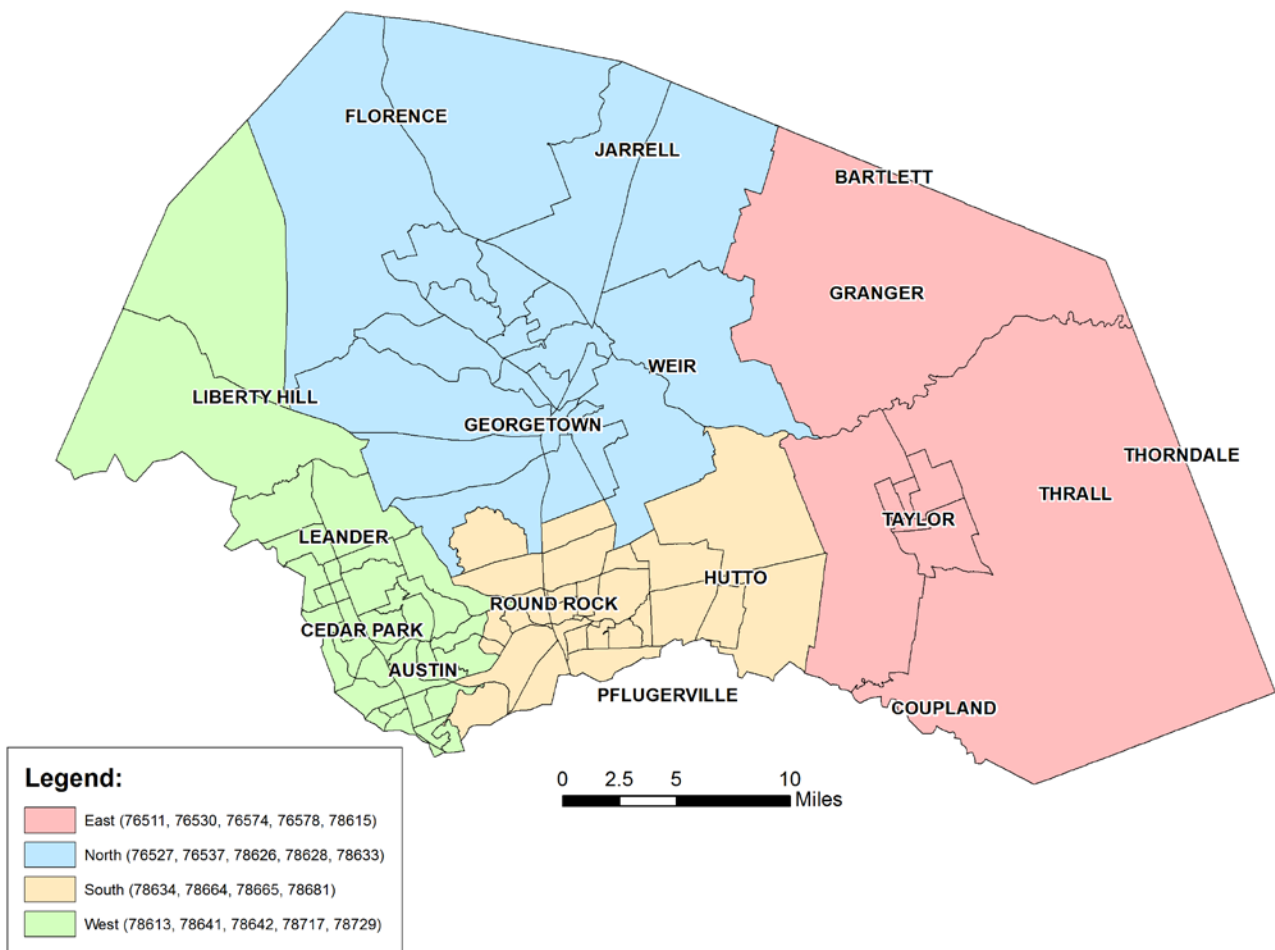 FLORENCE
JARRELL
BARTLETT
GRANGER
WEIR
LIBERTY HILL
GEORGETOWN
THORNDALE
THRALL
TAYLOR
LEANDER
HUTTO
ROUND ROCK
CEDAR PARK
AUSTIN
PFLUGERVILLE
COUPLAND
0 2.5 5 10
Miles
Legend:
East (76511, 76530, 76574, 76578, 78615)
North (76527, 76537, 78626, 78628, 78633)
South (78634, 78664, 78665, 78681)
West (78613, 78641, 78642, 78717, 78729)